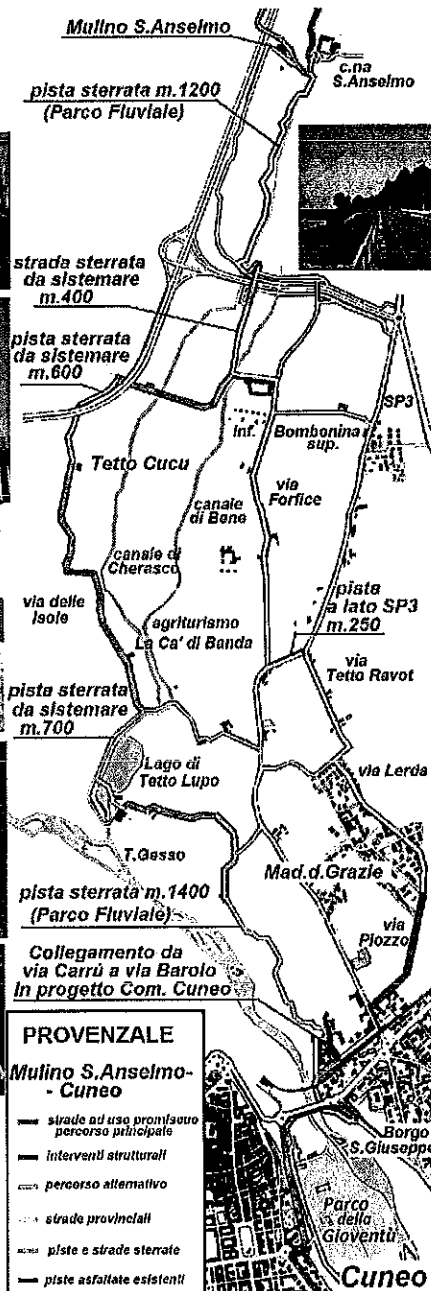 Mulino S.Anselmo
c.na
S.Anselmo
pista sterrata m.1200
(Parco Fluviale)
strada sterrata
da sistemare
m.400
pista sterrata
da sistemare
m.600
SP3
Inf.
Bombonina
sup.
Tetto Cucu
via
Forfice
canale
di Bene
canale di
Cherasco
pista
a lato SP3
m.250
via delle
Isole
agriturismo
La Ca' di Banda
via
Tetto Ravot
pista sterrata
da sistemare
m.700
Lago di
Tetto Lupo
via Lerda
T.Gesso
Mad.d.Grazie
pista sterrata m.1400
(Parco Fluviale)
via
Piozzo
Collegamento da
via Carrù a via Barolo
In progetto Com. Cuneo
PROVENZALE
Mulino S.Anselmo-
- Cuneo
strade ad uso promiscuo
percorso principale
interventi strutturali
percorso alternativo
strade provinciali
piste e strade sterrate
piste asfaltate esistenti
Borgo
S.Giuseppe
Parco
della
Gioventù
Cuneo